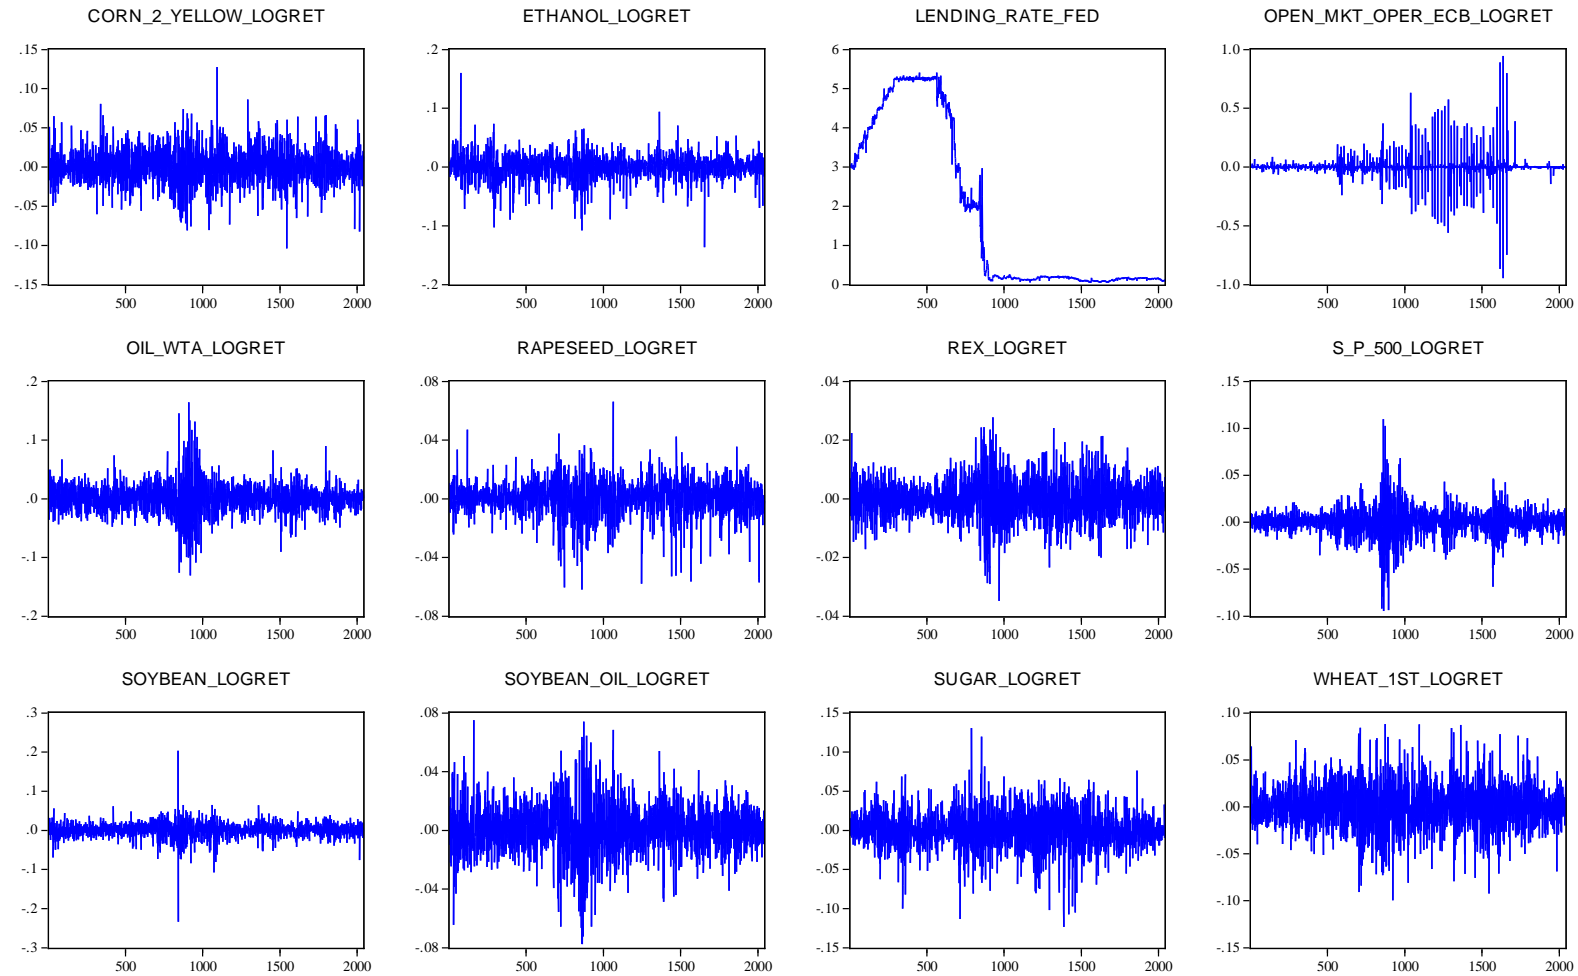 CORN_2_YELLOW_LOGRET
.15
.10
.05
.00
-.05
-.10
-.15
500 1000 1500 2000
ETHANOL_LOGRET
.2
.1
.0
-.1
-.2
500 1000 1500 2000
LENDING_RATE_FED
6
5
4
3
2
1
0
500 1000 1500 2000
OPEN_MKT_OPER_ECB_LOGRET
1.0
0.5
0.0
-0.5
-1.0
500 1000 1500 2000
OIL_WTA_LOGRET
.2
.1
.0
-.1
-.2
500 1000 1500 2000
RAPESEED_LOGRET
.08
.04
.00
-.04
-.08
500 1000 1500 2000
REX_LOGRET
.04
.02
.00
-.02
-.04
500 1000 1500 2000
S_P_500_LOGRET
.15
.10
.05
.00
-.05
-.10
500 1000 1500 2000
SOYBEAN_LOGRET
.3
.2
.1
.0
-.1
-.2
-.3
500 1000 1500 2000
SOYBEAN_OIL_LOGRET
.08
.04
.00
-.04
-.08
500 1000 1500 2000
SUGAR_LOGRET
.15
.10
.05
.00
-.05
-.10
-.15
500 1000 1500 2000
WHEAT_1ST_LOGRET
.10
.05
.00
-.05
-.10
-.15
500 1000 1500 2000